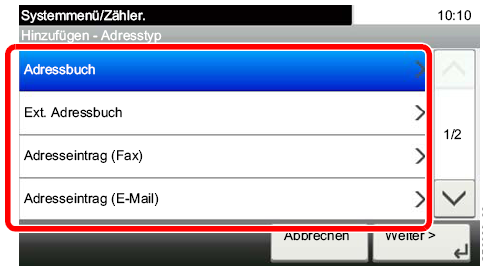 Systemmenü/Zähler. 10:10
Hinzufügen - Adresstyp
Adressbuch
Ext. Adressbuch
1/2
Adresseintrag (Fax)
Adresseintrag (E-Mail)
Abbrechen Weiter >